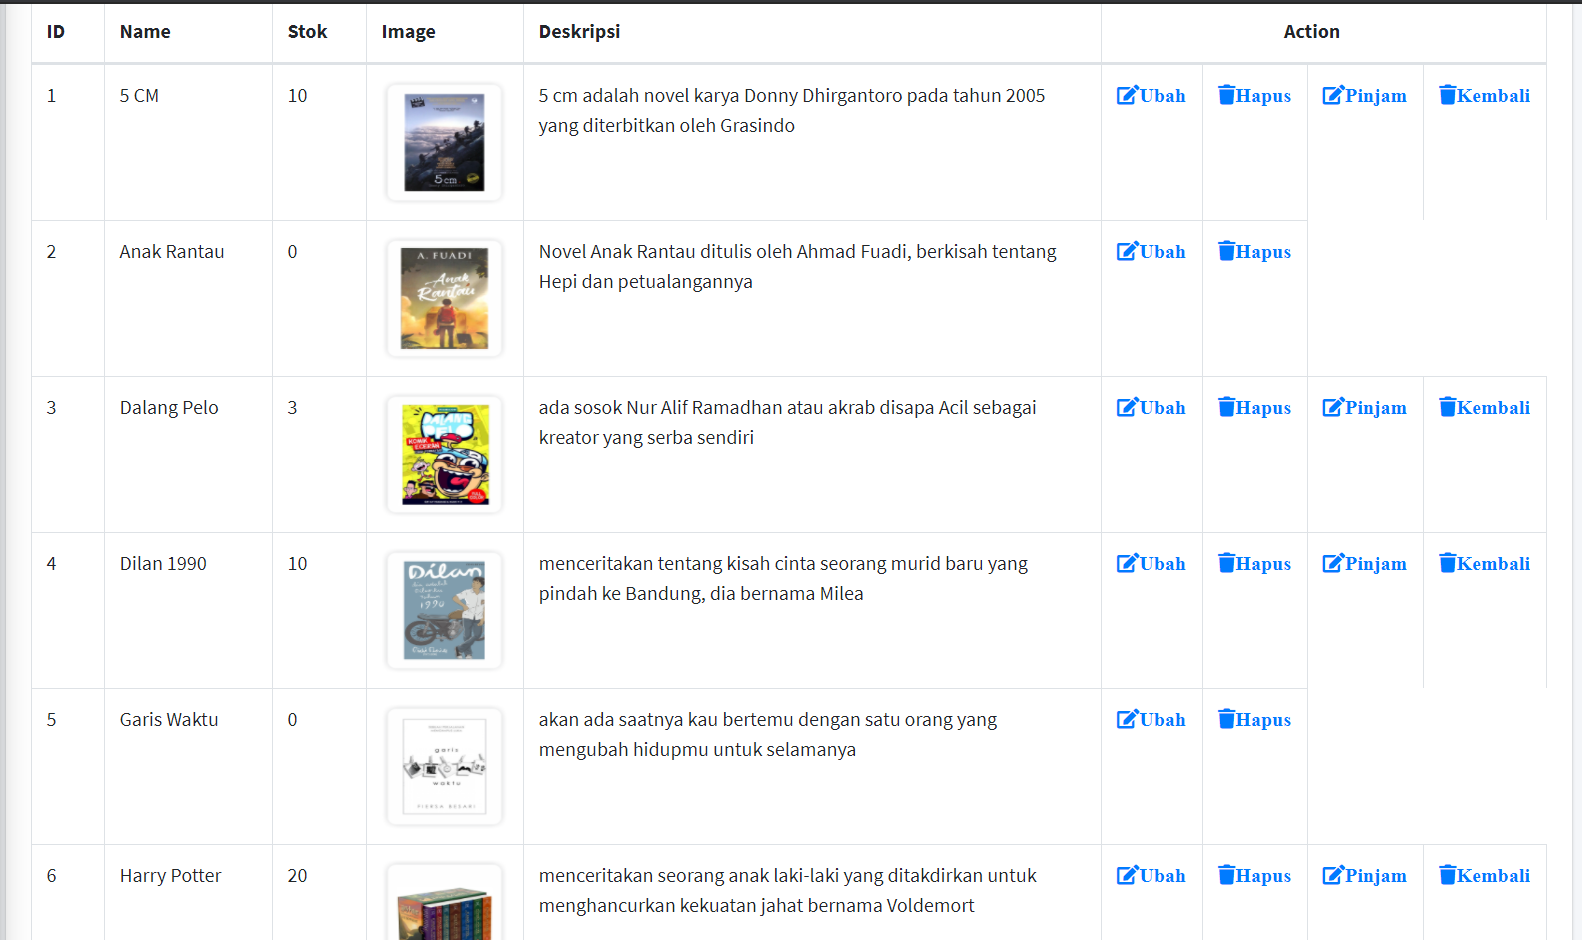 ID Name Stok Image Deskripsi Action
1 5 CM 10 5 cm adalah novel karya Donny Dhirgantoro pada tahun 2005 Ubah Hapus Pinjam Kembali
yang diterbitkan oleh Grasindo
5 cm
2 Anak Rantau 0 Novel Anak Rantau ditulis oleh Ahmad Fuadi, berkisah tentang Ubah Hapus
Hepi dan petualangannya
A. FUADI
Anak
Rantau
3 Dalang Pelo 3 ada sosok Nur Alif Ramadhan atau akrab disapa Acil sebagai Ubah Hapus Pinjam Kembali
kreator yang serba sendiri
PELO
4 Dilan 1990 10 menceritakan tentang kisah cinta seorang murid baru yang Ubah Hapus Pinjam Kembali
pindah ke Bandung, dia bernama Milea
Dilan
1990
5 Garis Waktu 0 akan ada saatnya kau bertemu dengan satu orang yang Ubah Hapus
mengubah hidupmu untuk selamanya
garis
waktu
FIERSA BESARI
6 Harry Potter 20 menceritakan seorang anak laki-laki yang ditakdirkan untuk Ubah Hapus Pinjam Kembali
menghancurkan kekuatan jahat bernama Voldemort